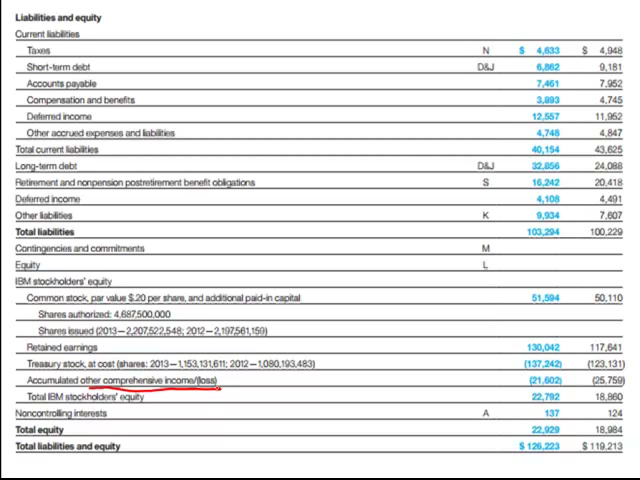 Liabilities and equity
Current liabilities
Taxes N $ 4,633 $ 4,948
Short-term debt D&J 6,862 9,181
Accounts payable 7,461 7,952
Compensation and benefits 3,893 4,745
Deferred income 12,557 11,952
Other accrued expenses and liabilities 4,748 4,847
Total current liabilities 40,154 43,625
Long-term debt D&J 32,856 24,088
Retirement and nonpension postretirement benefit obligations S 16,242 20,418
Deferred income 4,108 4,491
Other liabilities K 9,934 7,607
Total liabilities 103,294 100,229
Contingencies and commitments M
Equity L
IBM stockholders' equity
Common stock, par value $.20 per share, and additional paid-in capital 51,594 50,110
Shares authorized: 4,687,500,000
Shares issued (2013—2,207,522,548; 2012—2,197,561,159)
Retained earnings 130,042 117,641
Treasury stock, at cost (shares: 2013—1,153,131,611; 2012—1,080,193,483) (137,242) (123,131)
Accumulated other comprehensive income/(loss) (21,602) (25,759)
Total IBM stockholders' equity 22,792 18,860
Noncontrolling interests A 137 124
Total equity 22,929 18,984
Total liabilities and equity $ 126,223 $ 119,213